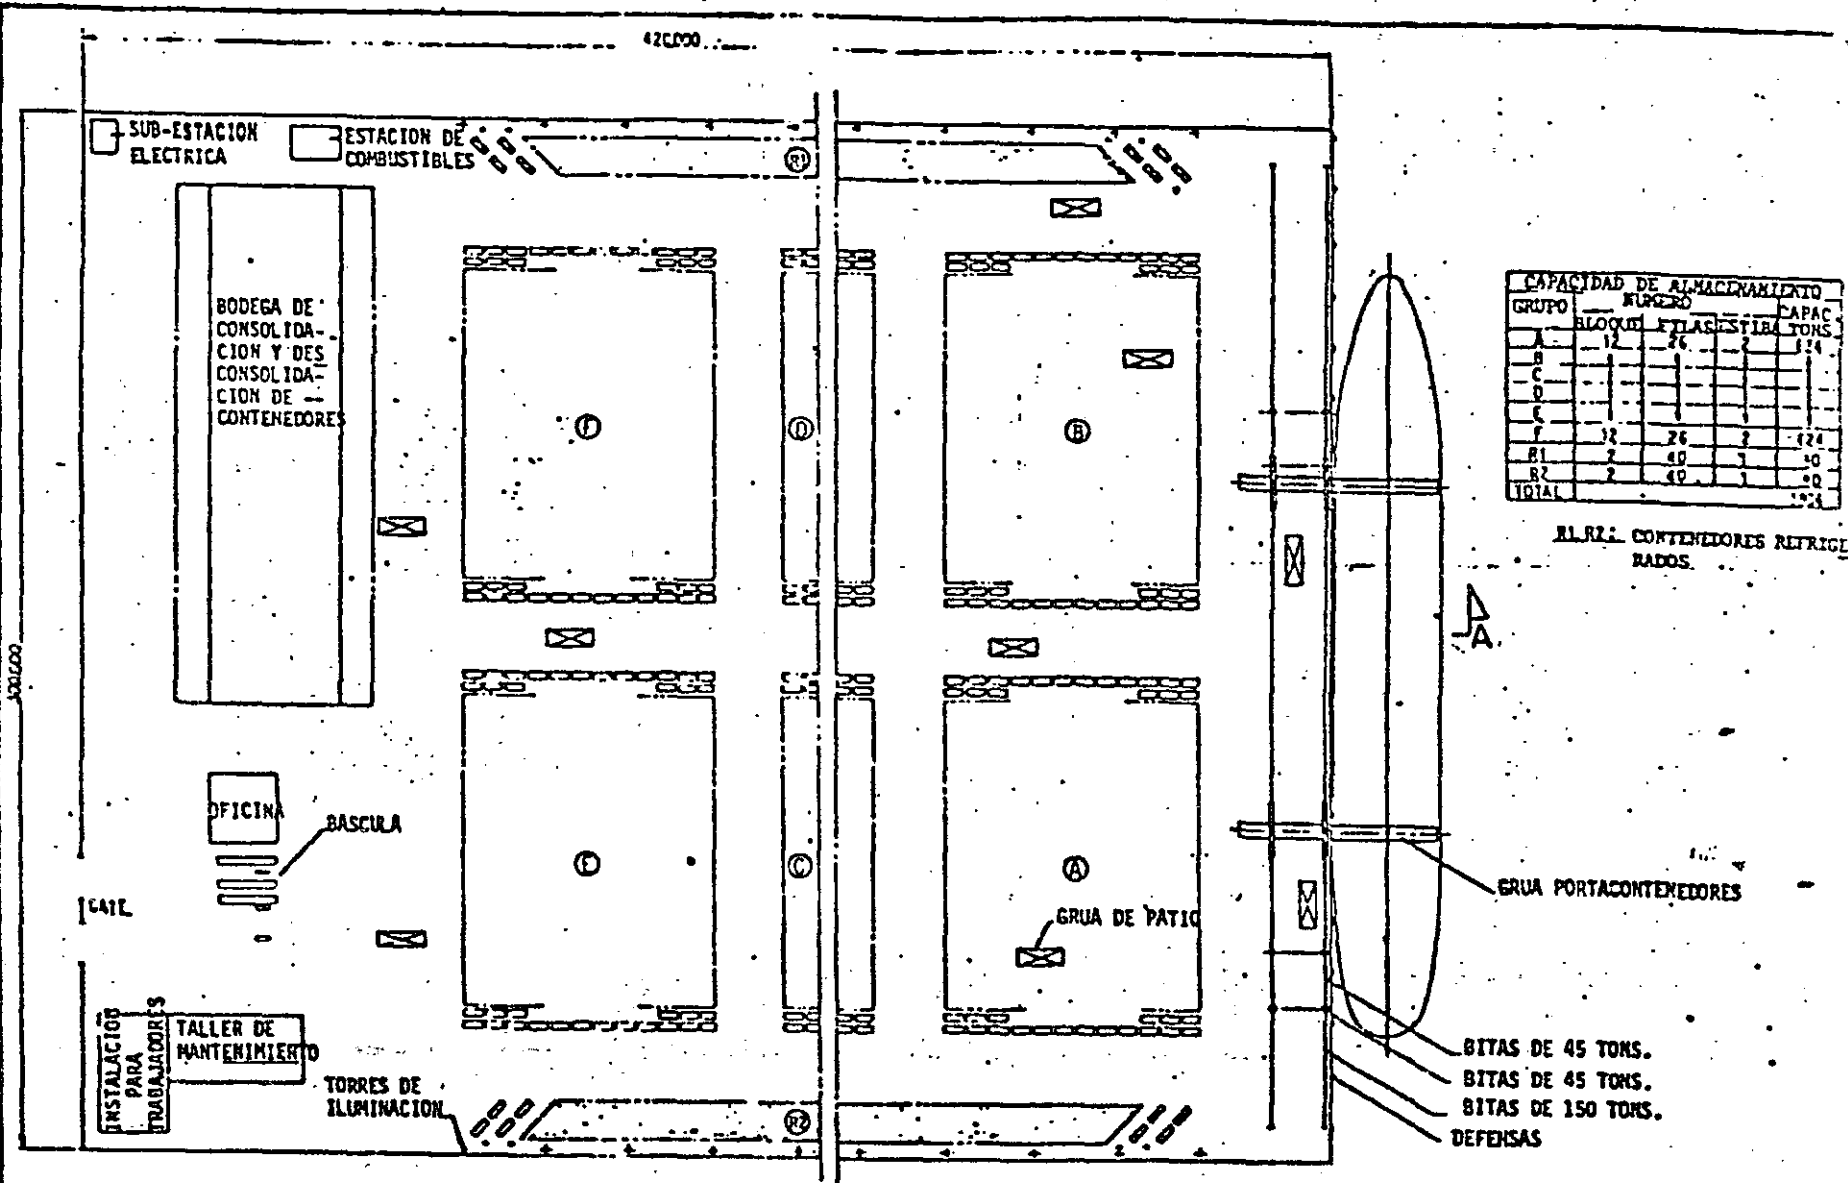 SUB-ESTACION
ELECTRICA
ESTACION DE
COMBUSTIBLES
R1
BODEGA DE
CONSOLIDA-
CION Y DES
CONSOLIDA-
CION DE --
CONTENEDORES
F
D
B
CAPACIDAD DE ALMACENAMIENTO
GRUPO NUMERO CAPAC
BLOQUE FILAS ESTIBA TONS
A 12 26 2
B
C
D
E
F 12 26 2
R1 2 40
R2 2 40
TOTAL
R1,R2: CONTENEDORES REFRIGE
RADOS.
A
OFICINA
BASCULA
GATE
E
C
A
GRUA DE PATIO
GRUA PORTACONTENEDORES
INSTALACION
PARA
TRABAJADORES
TALLER DE
MANTENIMIENTO
TORRES DE
ILUMINACION
R2
BITAS DE 45 TONS.
BITAS DE 45 TONS.
BITAS DE 150 TONS.
DEFENSAS